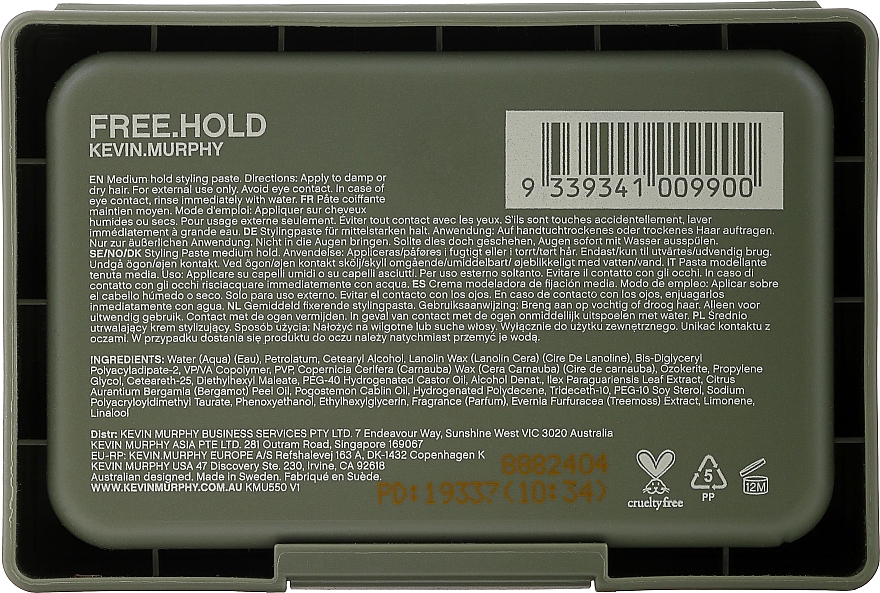 FREE.HOLD
KEVIN.MURPHY
EN Medium hold styling paste. Directions: Apply to damp or
dry hair. For external use only. Avoid eye contact. In case of
eye contact, rinse immediately with water. FR Pâte coiffante
maintien moyen. Mode d'emploi: Appliquer sur cheveux
humides ou secs. Pour usage externe seulement. Éviter tout contact avec les yeux. S'ils sont touches accidentellement, laver
immédiatement à grande eau. DE Stylingpaste für mittelstarken halt. Anwendung: Auf handtuchtrockenes oder trockenes Haar auftragen.
Nur zur äußerlichen Anwendung. Nicht in die Augen bringen. Sollte dies doch geschehen, Augen sofort mit Wasser ausspülen.
SE/NO/DK Styling Paste medium hold. Anvendelse: Appliceras/påføres i fugtigt eller i torrt/tørt hår. Endast/kun til utvärtes/udvendig brug.
Undgå ögon/øjen kontakt. Ved ögon/øjen kontakt skölj/skyll omgående/umiddelbart/ øjeblikkeligt med vatten/vand. IT Pasta modellante
tenuta media. Uso: Applicare su capelli umidi o su capelli asciutti. Per uso esterno soltanto. Evitare il contatto con gli occhi. In caso di
contatto con gli occhi risciacquare immediatamente con acqua. ES Crema modeladora de fijación media. Modo de empleo: Aplicar sobre
el cabello húmedo o seco. Solo para uso externo. Evitar el contacto con los ojos. En caso de contacto con los ojos, enjuagarlos
inmediatamente con agua. NL Gemiddeld fixerende stylingpasta. Gebruiksaanwijzing: Breng aan op vochtig of droog haar. Alleen voor
uitwendig gebruik. Contact met de ogen vermijden. In geval van contact met de ogen onmiddellijk uitspoelen met water. PL Średnio
utrwalający krem stylizujący. Sposób użycia: Nałożyć na wilgotne lub suche włosy. Wyłącznie do użytku zewnętrznego. Unikać kontaktu z
oczami. W przypadku dostania się produktu do oczu należy natychmiast przemyć je wodą.
INGREDIENTS: Water (Aqua) (Eau), Petrolatum, Cetearyl Alcohol, Lanolin Wax (Lanolin Cera) (Cire De Lanoline), Bis-Diglyceryl
Polyacyladipate-2, VP/VA Copolymer, PVP, Copernicia Cerifera (Carnauba) Wax (Cera Carnauba) (Cire de carnauba), Ozokerite, Propylene
Glycol, Ceteareth-25, Diethylhexyl Maleate, PEG-40 Hydrogenated Castor Oil, Alcohol Denat., Ilex Paraguariensis Leaf Extract, Citrus
Aurantium Bergamia (Bergamot) Peel Oil, Pogostemon Cablin Oil, Hydrogenated Polydecene, Trideceth-10, PEG-10 Soy Sterol, Sodium
Polyacryloyldimethyl Taurate, Phenoxyethanol, Ethylhexylglycerin, Fragrance (Parfum), Evernia Furfuracea (Treemoss) Extract, Limonene,
Linalool
Distr: KEVIN MURPHY BUSINESS SERVICES PTY LTD. 7 Endeavour Way, Sunshine West VIC 3020 Australia
KEVIN MURPHY ASIA PTE LTD. 281 Outram Road, Singapore 169067
EU-RP: KEVIN.MURPHY EUROPE A/S Refshalevej 163 A, DK-1432 Copenhagen K
KEVIN MURPHY USA 47 Discovery Ste. 230, Irvine, CA 92618
Australian designed. Made in Sweden. Fabriqué en Suède.
WWW.KEVINMURPHY.COM.AU KMU550 V1
9 339341 009900
8882404
PD:19337(10:34)
crueltyfree
5
PP
12M